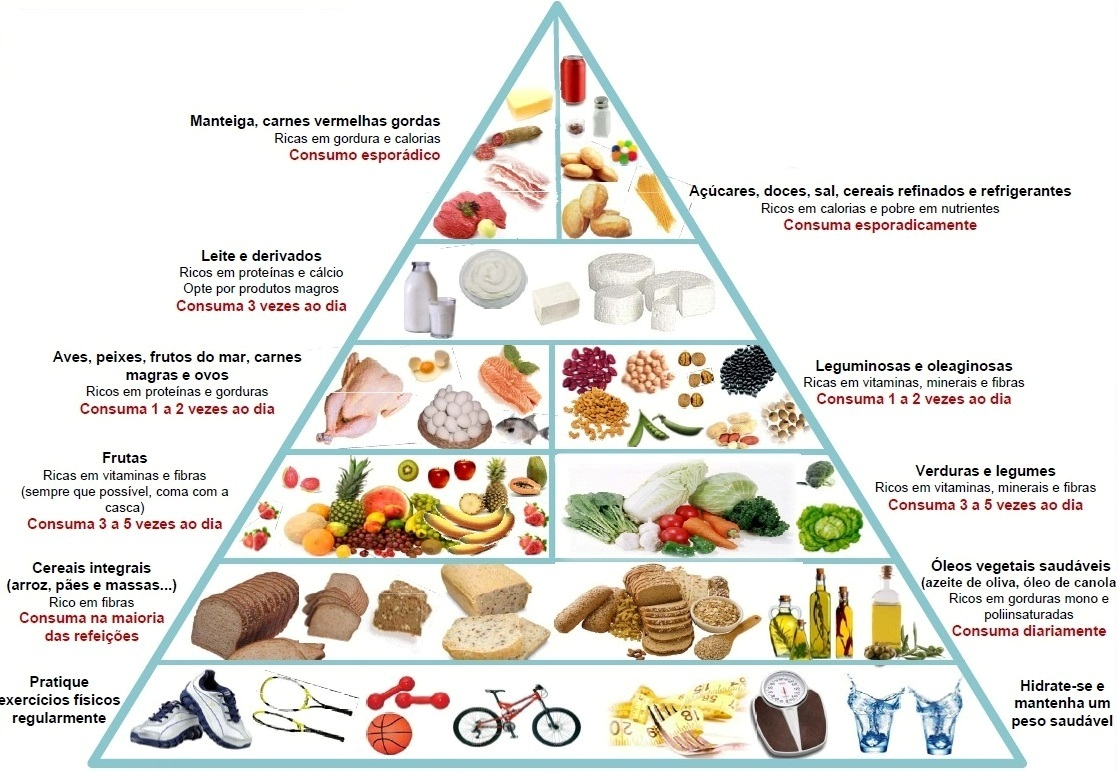 Manteiga, carnes vermelhas gordas
Ricas em gordura e calorias
Consumo esporádico
Açúcares, doces, sal, cereais refinados e refrigerantes
Ricos em calorias e pobre em nutrientes
Consuma esporadicamente
Leite e derivados
Ricos em proteínas e cálcio
Opte por produtos magros
Consuma 3 vezes ao dia
Aves, peixes, frutos do mar, carnes
magras e ovos
Ricos em proteínas e gorduras
Consuma 1 a 2 vezes ao dia
Leguminosas e oleaginosas
Ricas em vitaminas, minerais e fibras
Consuma 1 a 2 vezes ao dia
Frutas
Ricas em vitaminas e fibras
(sempre que possível, coma com a
casca)
Consuma 3 a 5 vezes ao dia
Verduras e legumes
Ricos em vitaminas, minerais e fibras
Consuma 3 a 5 vezes ao dia
Cereais integrais
(arroz, pães e massas...)
Rico em fibras
Consuma na maioria
das refeições
Óleos vegetais saudáveis
(azeite de oliva, óleo de canola
Ricos em gorduras mono e
poliinsaturadas
Consuma diariamente
Pratique
exercícios físicos
regularmente
Hidrate-se e
mantenha um
peso saudável